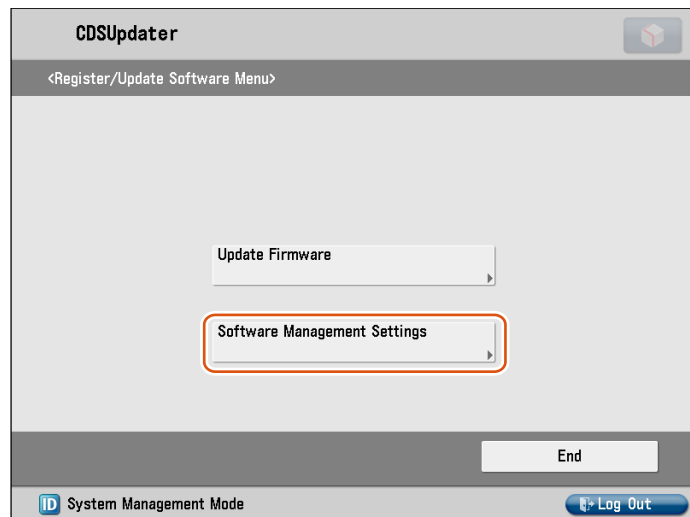 CDSUpdater
<Register/Update Software Menu>
Update Firmware
Software Management Settings
End
ID System Management Mode
Log Out